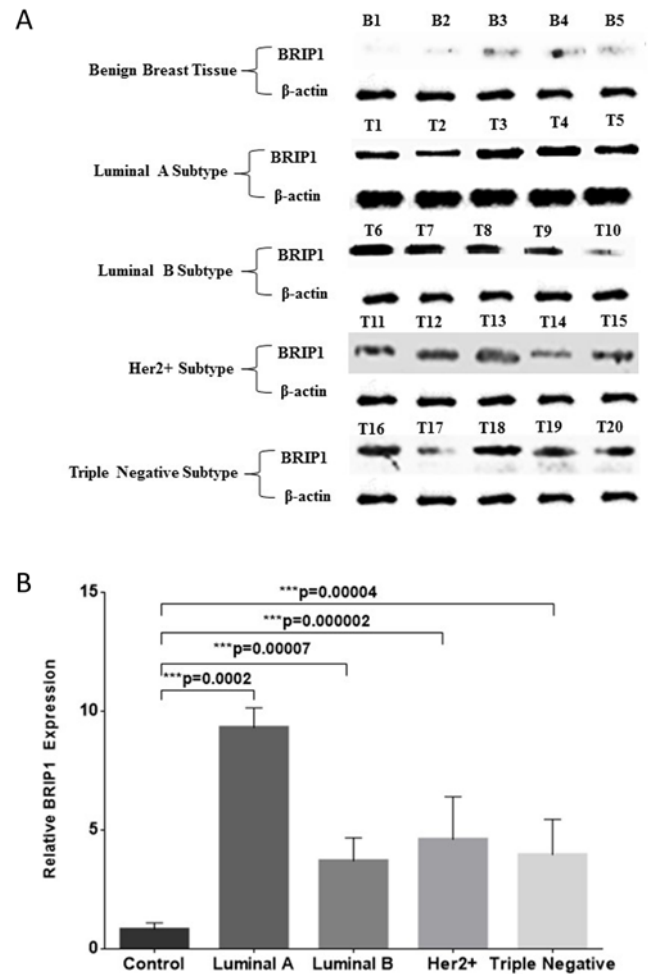 A
B1 B2 B3 B4 B5
Benign Breast Tissue
BRIP1
β-actin
T1 T2 T3 T4 T5
Luminal A Subtype
BRIP1
β-actin
T6 T7 T8 T9 T10
Luminal B Subtype
BRIP1
β-actin
T11 T12 T13 T14 T15
Her2+ Subtype
BRIP1
β-actin
T16 T17 T18 T19 T20
Triple Negative Subtype
BRIP1
β-actin
B
Relative BRIP1 Expression
15
10
5
0
***p=0.00004
***p=0.000002
***p=0.00007
***p=0.0002
Control Luminal A Luminal B Her2+ Triple Negative